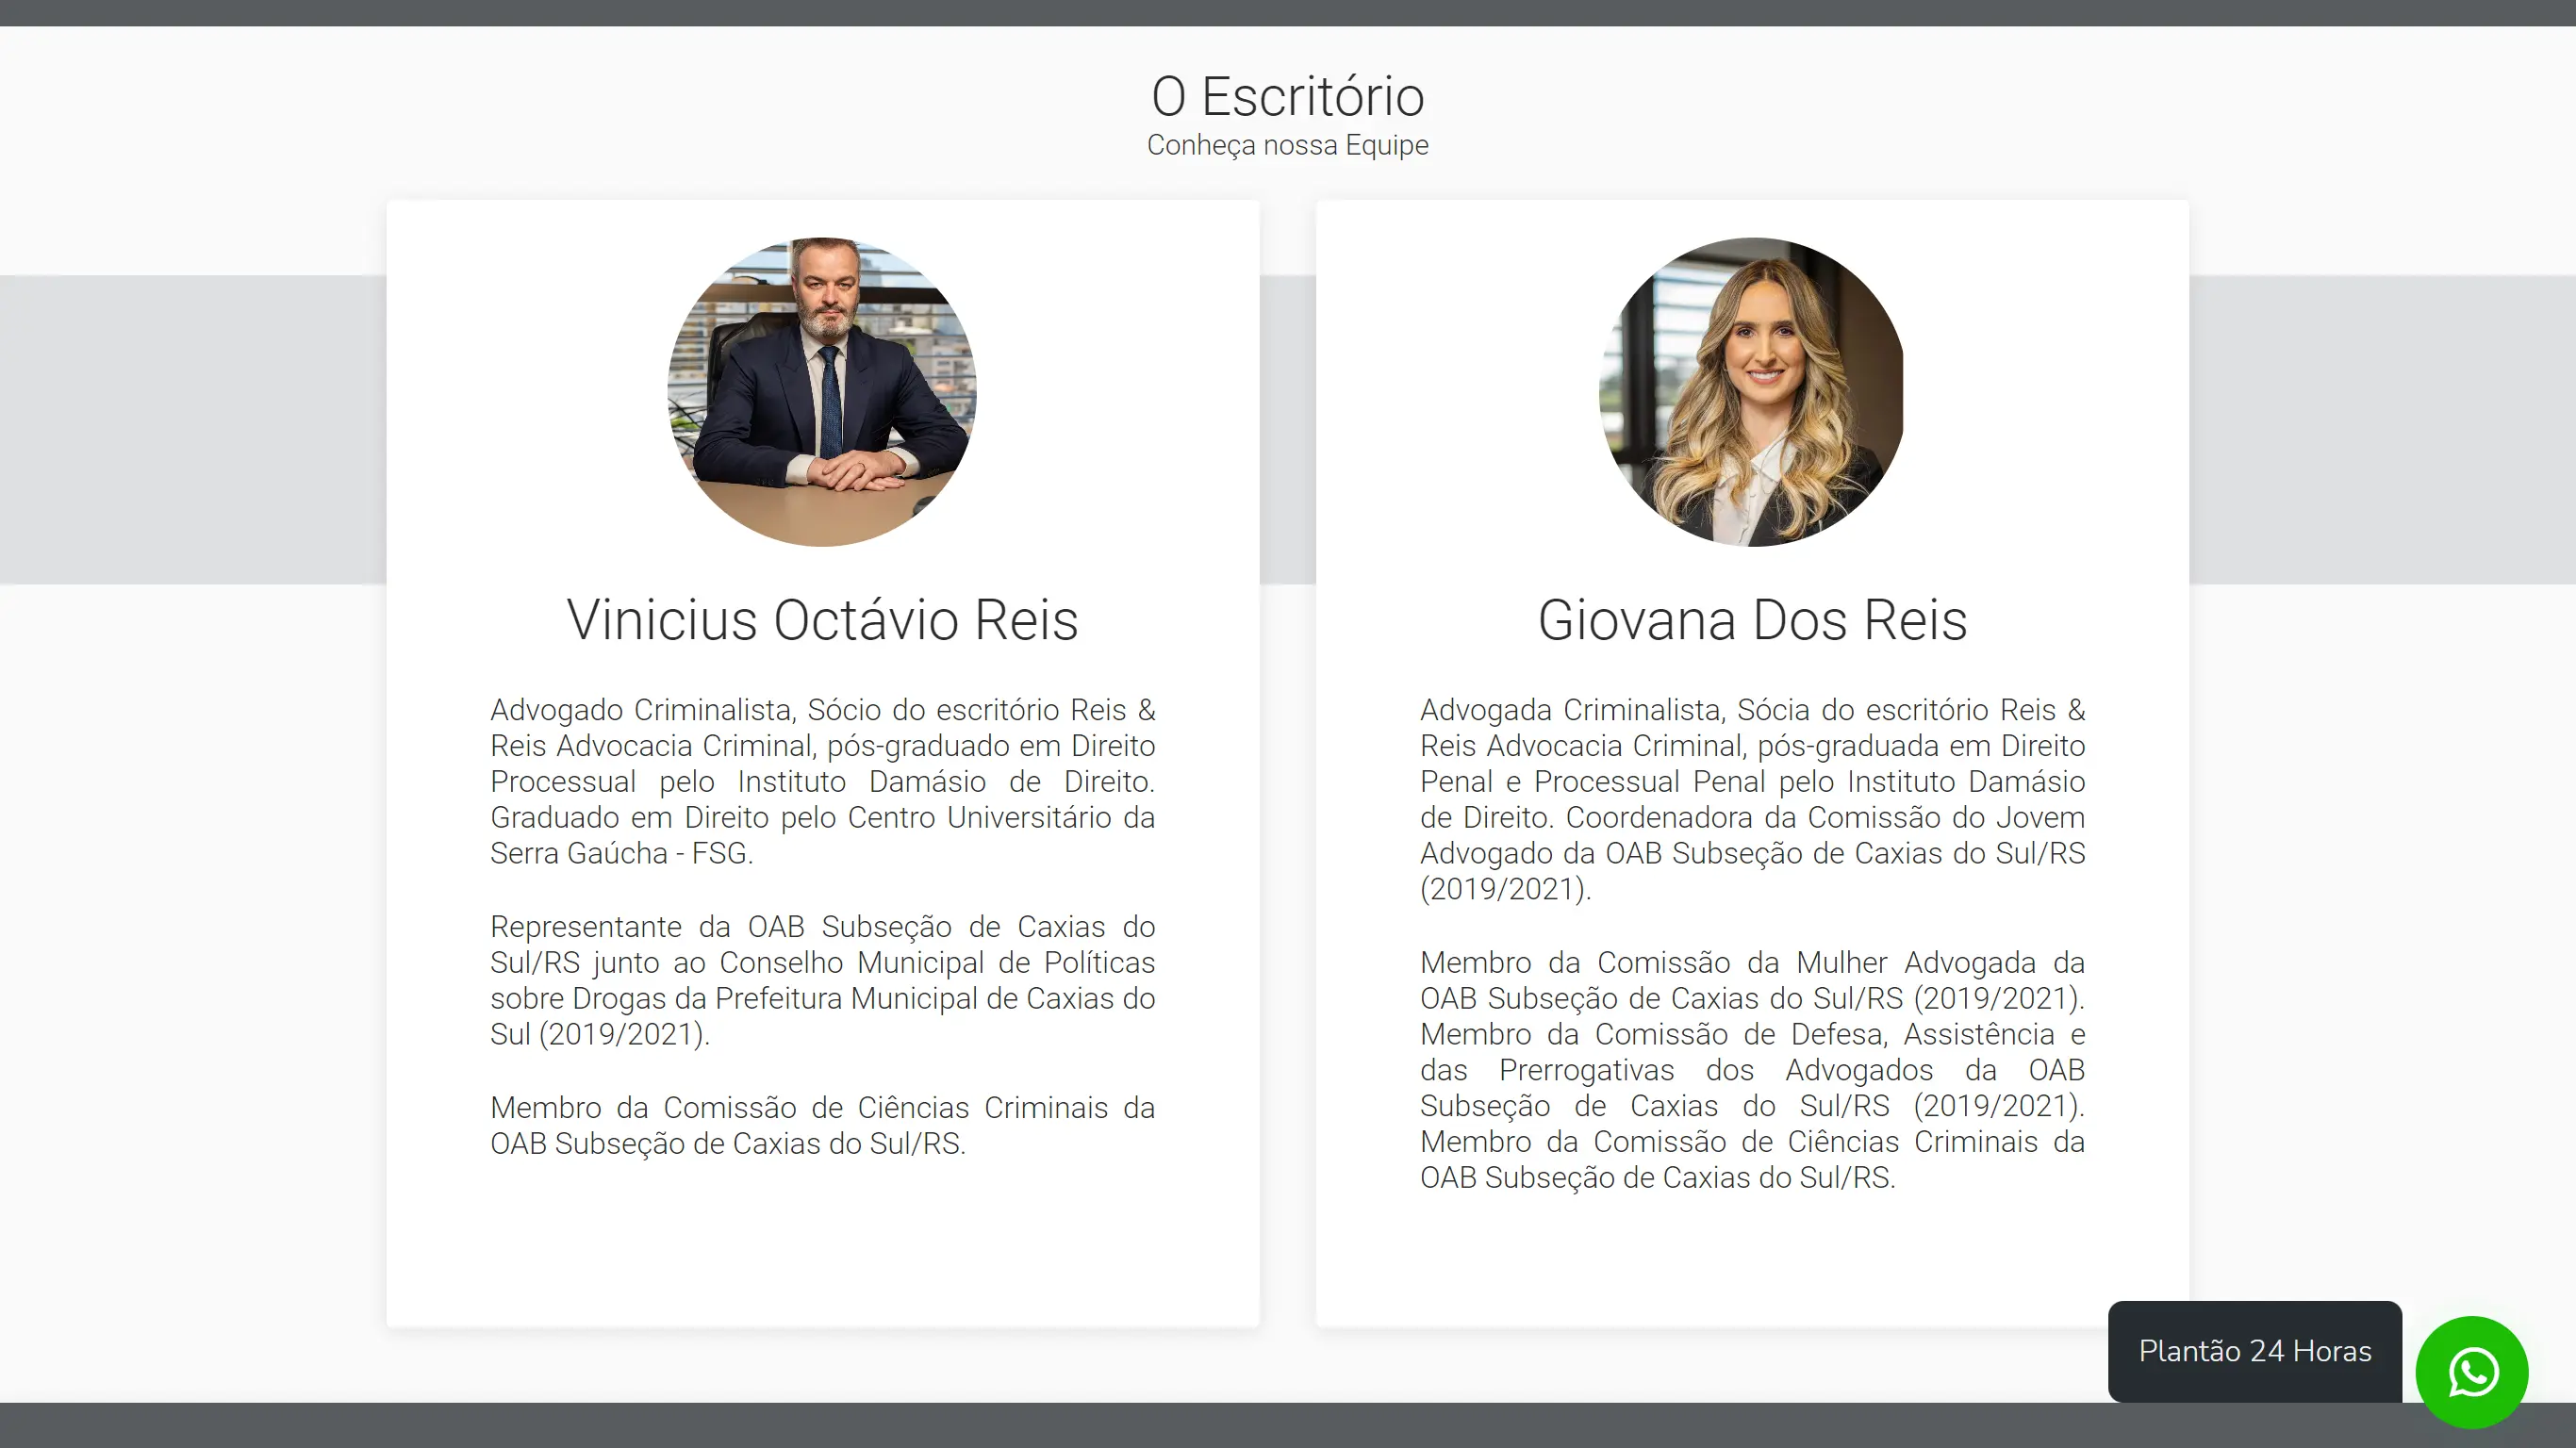 O Escritório
Conheça nossa Equipe
Vinicius Octávio Reis
Advogado Criminalista, Sócio do escritório Reis &
Reis Advocacia Criminal, pós-graduado em Direito
Processual pelo Instituto Damásio de Direito.
Graduado em Direito pelo Centro Universitário da
Serra Gaúcha - FSG.
Representante da OAB Subseção de Caxias do
Sul/RS junto ao Conselho Municipal de Políticas
sobre Drogas da Prefeitura Municipal de Caxias do
Sul (2019/2021).
Membro da Comissão de Ciências Criminais da
OAB Subseção de Caxias do Sul/RS.
Giovana Dos Reis
Advogada Criminalista, Sócia do escritório Reis &
Reis Advocacia Criminal, pós-graduada em Direito
Penal e Processual Penal pelo Instituto Damásio
de Direito. Coordenadora da Comissão do Jovem
Advogado da OAB Subseção de Caxias do Sul/RS
(2019/2021).
Membro da Comissão da Mulher Advogada da
OAB Subseção de Caxias do Sul/RS (2019/2021).
Membro da Comissão de Defesa, Assistência e
das Prerrogativas dos Advogados da OAB
Subseção de Caxias do Sul/RS (2019/2021).
Membro da Comissão de Ciências Criminais da
OAB Subseção de Caxias do Sul/RS.
Plantão 24 Horas